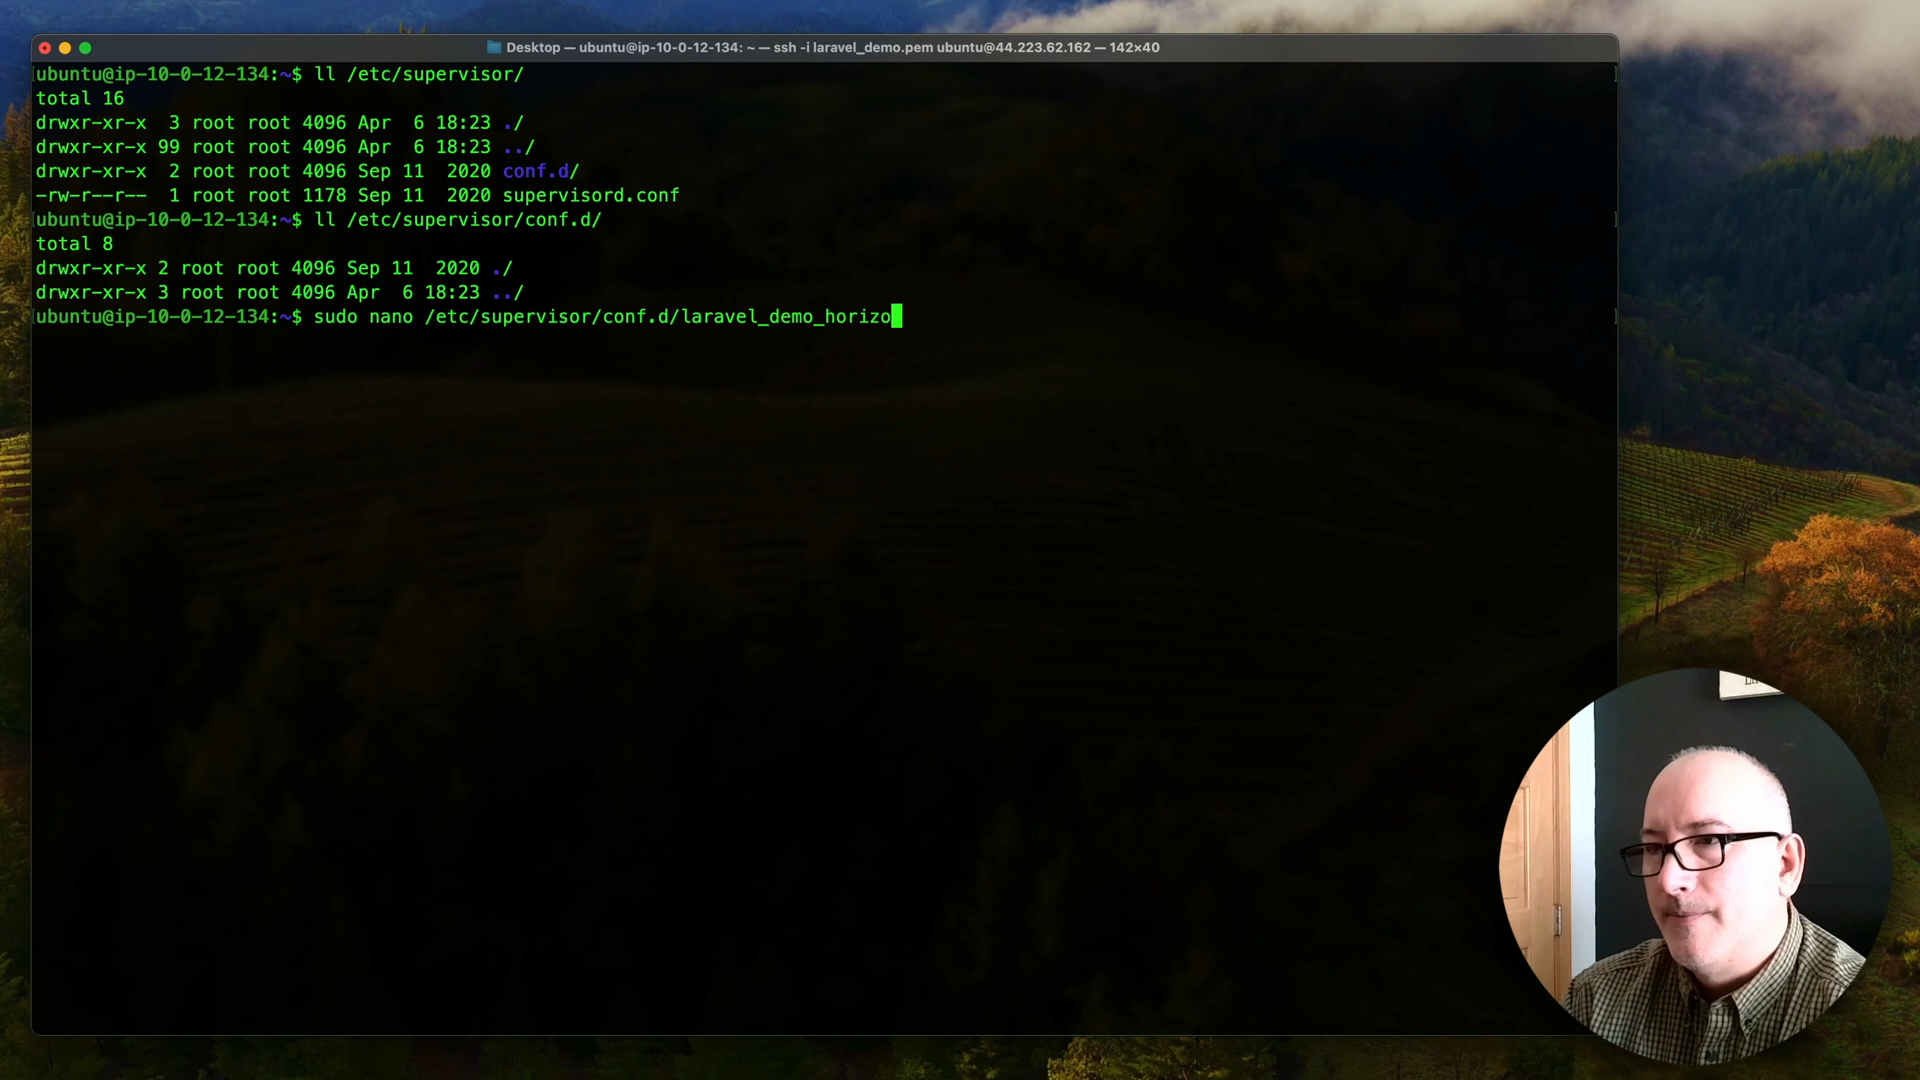 Desktop — ubuntu@ip-10-0-12-134: ~ — ssh -i laravel_demo.pem ubuntu@44.223.62.162 — 142×40
ubuntu@ip-10-0-12-134:~$ ll /etc/supervisor/
total 16
drwxr-xr-x  3 root root 4096 Apr  6 18:23 ./
drwxr-xr-x 99 root root 4096 Apr  6 18:23 ../
drwxr-xr-x  2 root root 4096 Sep 11  2020 conf.d/
-rw-r--r--  1 root root 1178 Sep 11  2020 supervisord.conf
ubuntu@ip-10-0-12-134:~$ ll /etc/supervisor/conf.d/
total 8
drwxr-xr-x 2 root root 4096 Sep 11  2020 ./
drwxr-xr-x 3 root root 4096 Apr  6 18:23 ../
ubuntu@ip-10-0-12-134:~$ sudo nano /etc/supervisor/conf.d/laravel_demo_horizo